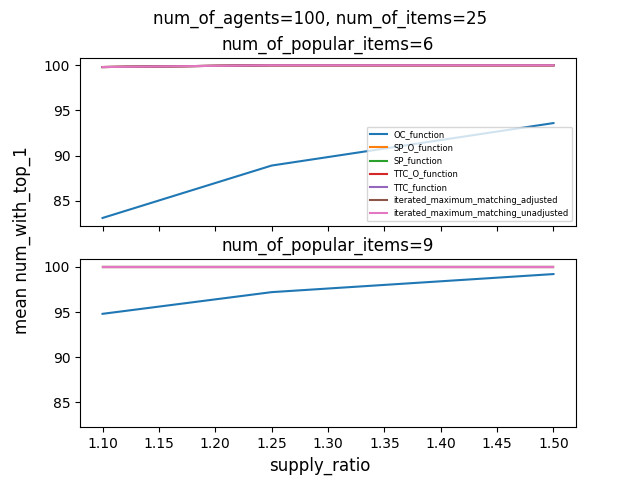 num_of_agents=100, num_of_items=25
num_of_popular_items=6
100
95
90
85
OC_function
SP_O_function
SP_function
TTC_O_function
TTC_function
iterated_maximum_matching_adjusted
iterated_maximum_matching_unadjusted
mean num_with_top_1
num_of_popular_items=9
100
95
90
85
1.10 1.15 1.20 1.25 1.30 1.35 1.40 1.45 1.50
supply_ratio